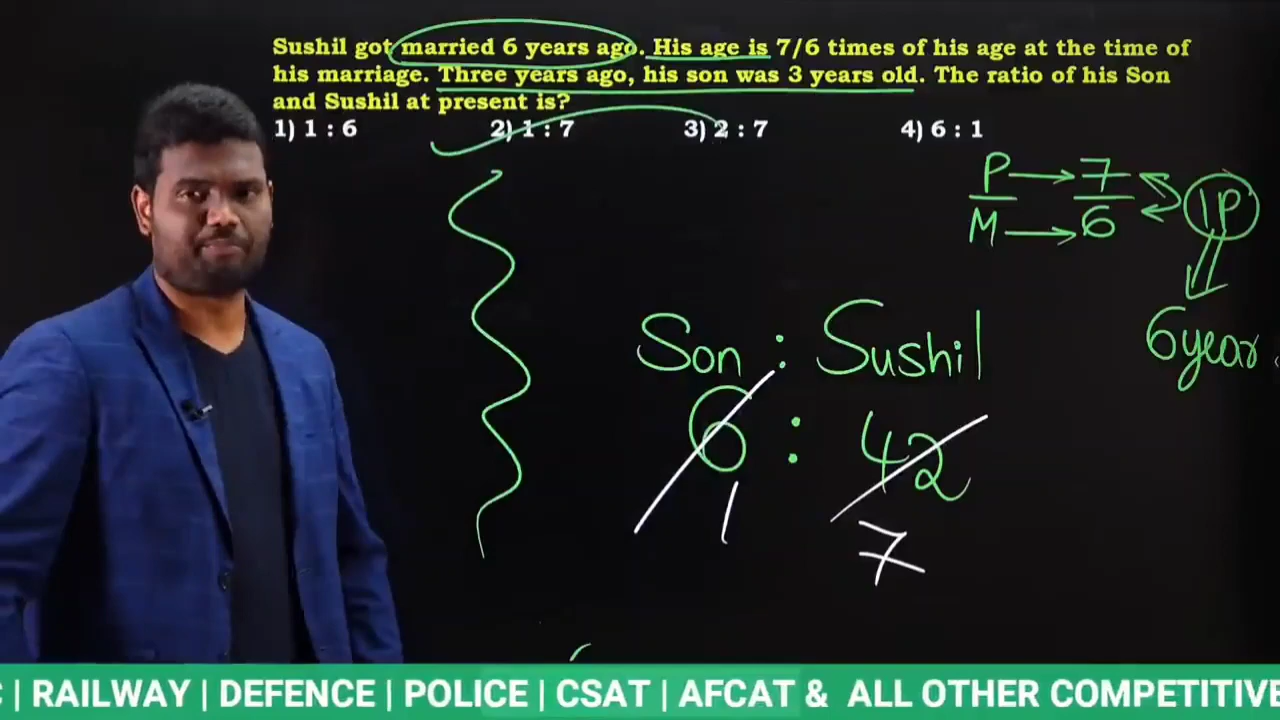 Sushil got married 6 years ago. His age is 7/6 times of his age at the time of
his marriage. Three years ago, his son was 3 years old. The ratio of his Son
and Sushil at present is?
1) 1 : 6 2) 1 : 7 3) 2 : 7 4) 6 : 1
P → 7
M → 6
1P
6 year
Son : Sushil
6 : 42
1 7
| RAILWAY | DEFENCE | POLICE | CSAT | AFCAT & ALL OTHER COMPETITIVE